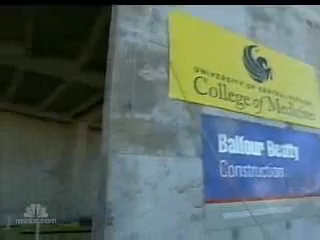 UNIVERSITY OF CENTRAL FLORIDA
College of Medicine
Balfour Beatty
Construction
msnbc.com